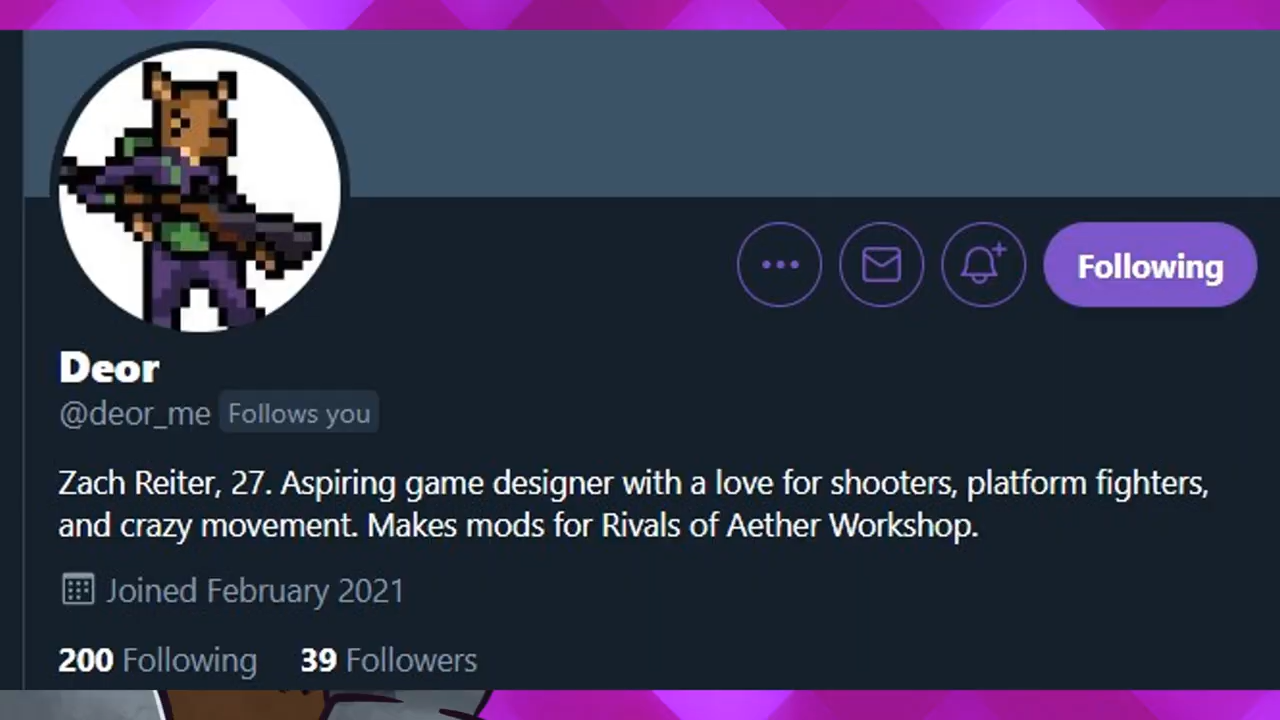 Following
Deor
@deor_me Follows you
Zach Reiter, 27. Aspiring game designer with a love for shooters, platform fighters,
and crazy movement. Makes mods for Rivals of Aether Workshop.
Joined February 2021
200 Following 39 Followers